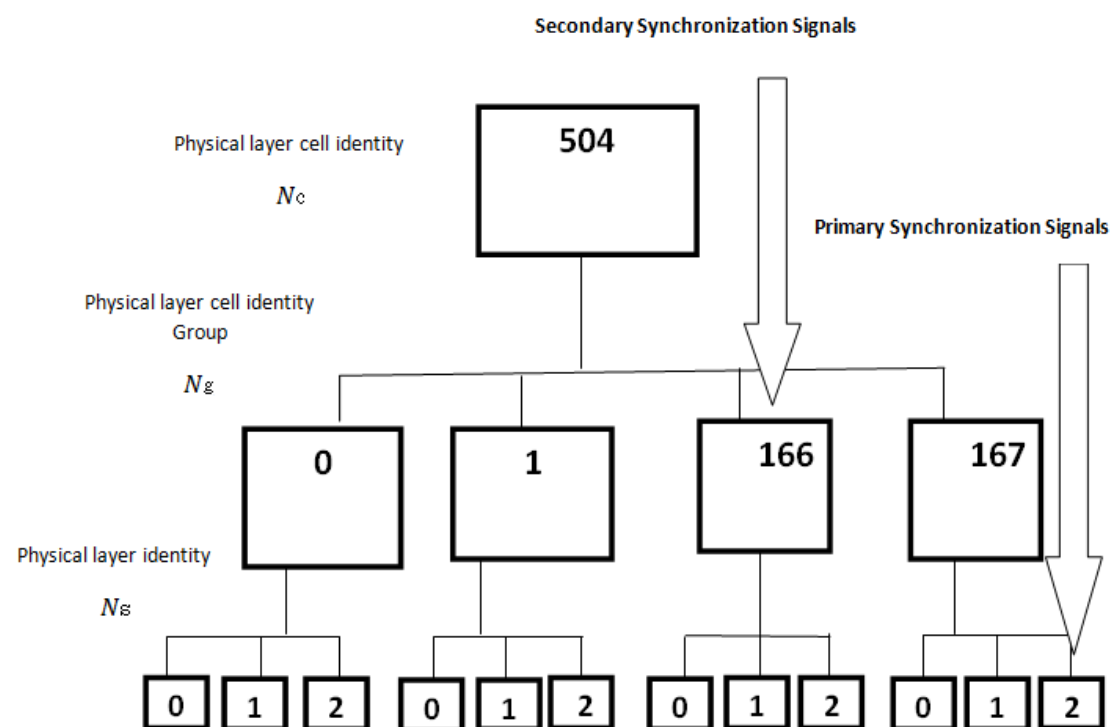 Secondary Synchronization Signals
Physical layer cell identity
504
Nc
Primary Synchronization Signals
Physical layer cell identity
Group
Ng
0 1 166 167
Physical layer identity
Ns
0 1 2 0 1 2 0 1 2 0 1 2